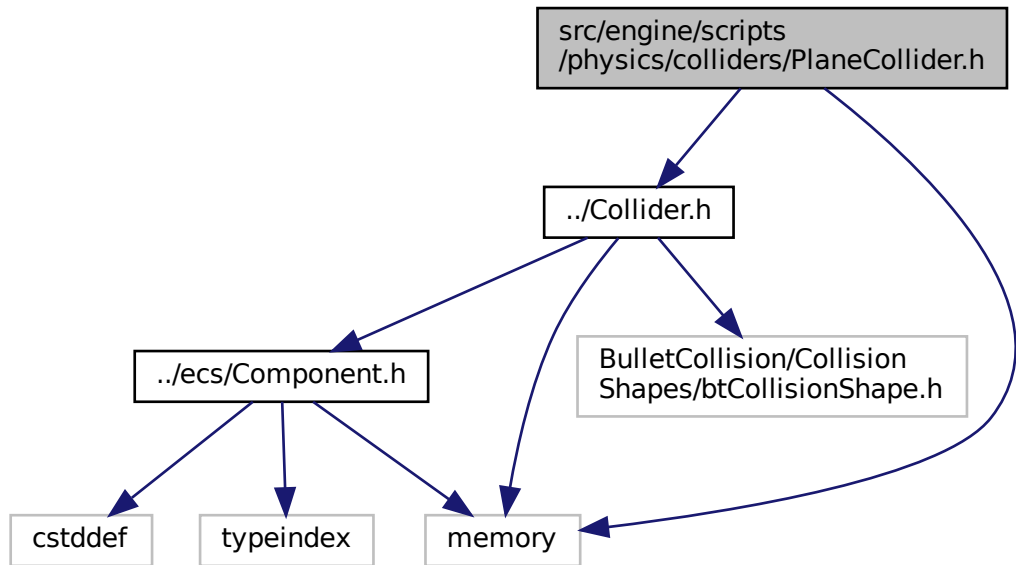 src/engine/scripts
/physics/colliders/PlaneCollider.h
../Collider.h
../ecs/Component.h
BulletCollision/Collision
Shapes/btCollisionShape.h
cstddef
typeindex
memory